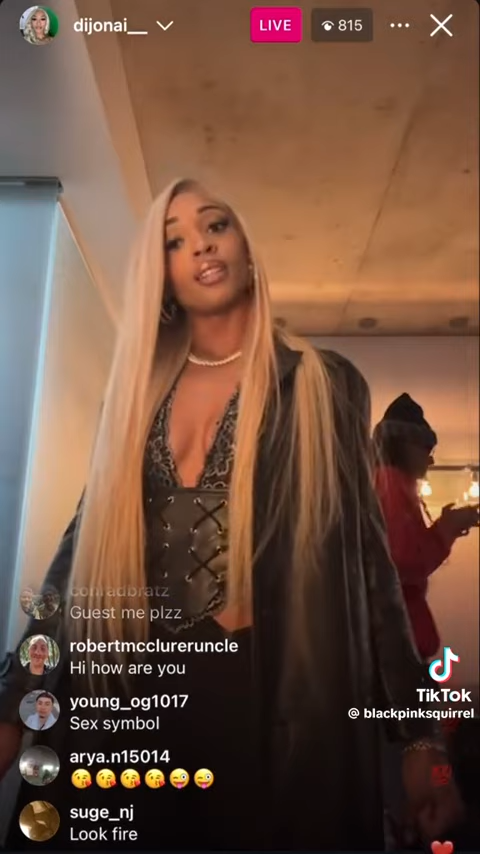 dijonai__
LIVE
815
conradbratz
Guest me plzz
robertmcclureruncle
Hi how are you
young_og1017
Sex symbol
arya.n15014
😘😘😘😘😜😜
suge_nj
Look fire
TikTok
@ blackpinksquirrel